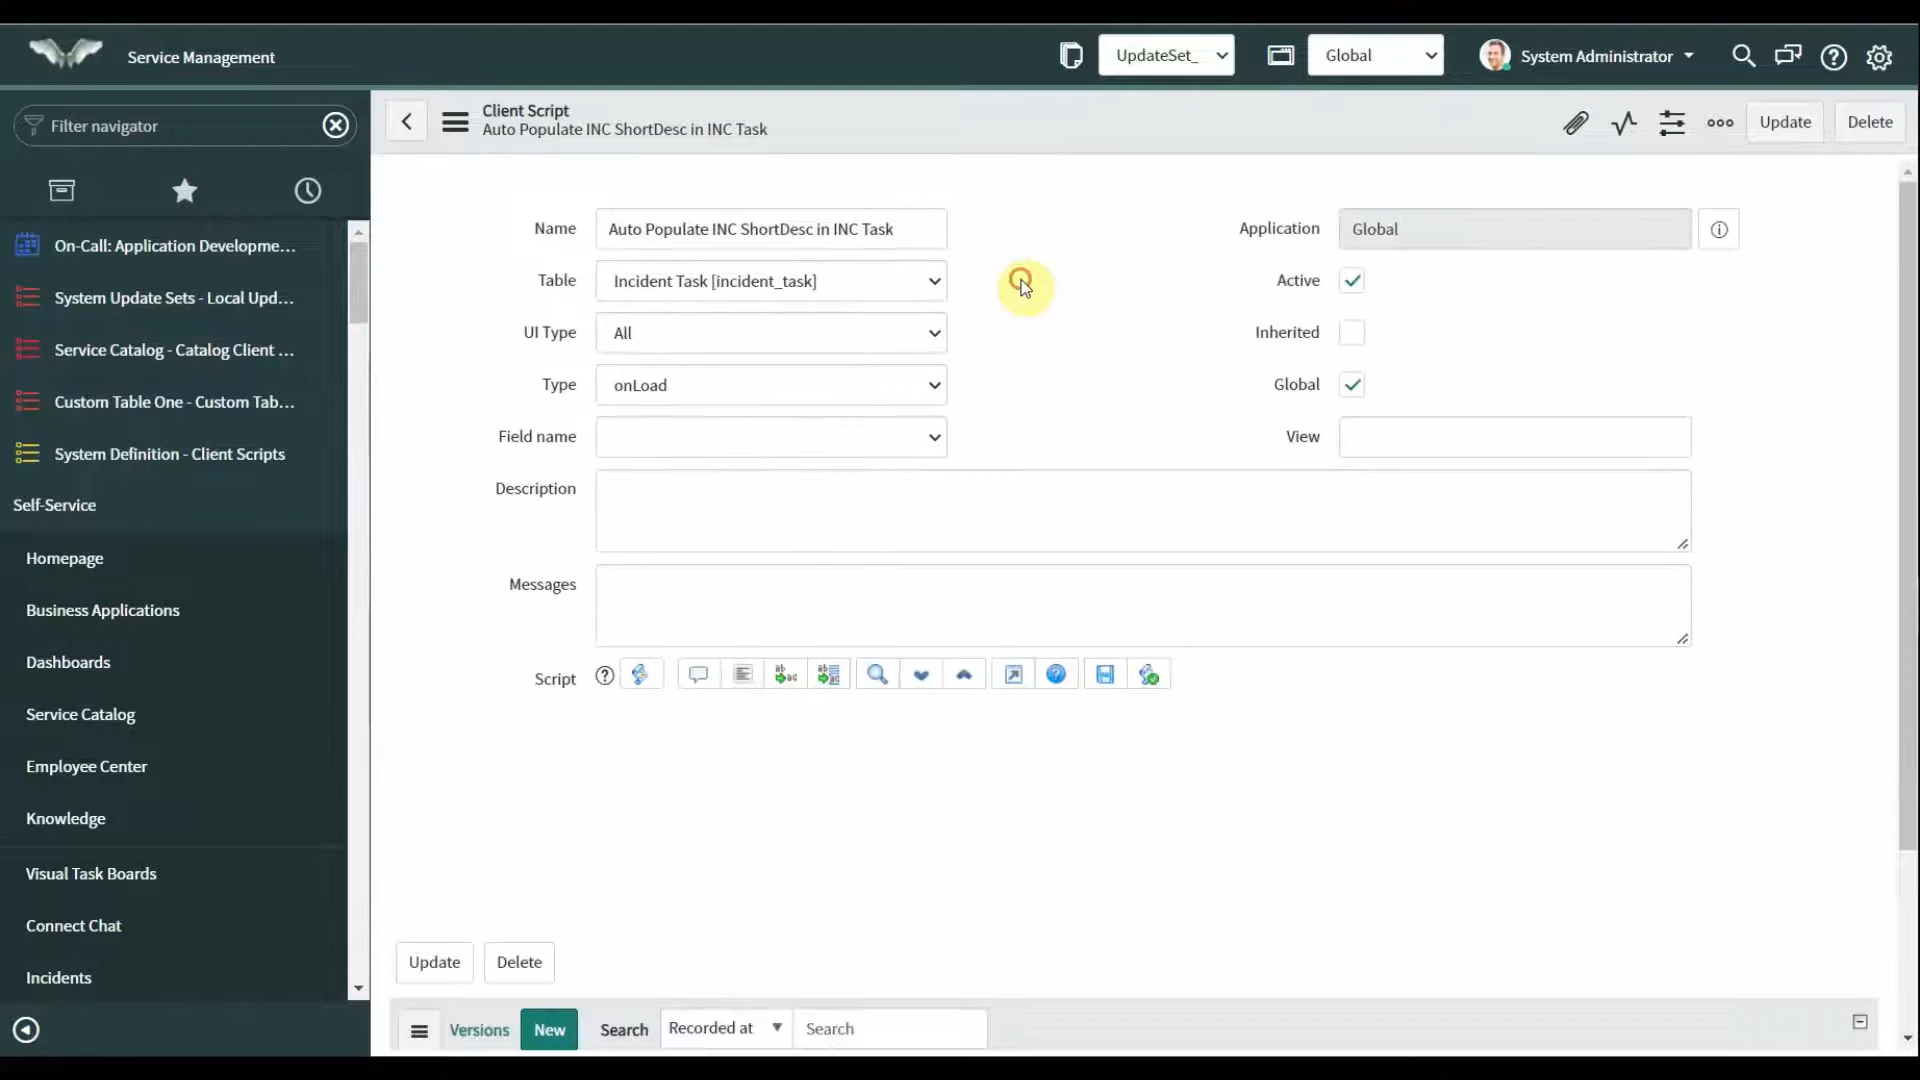 Service Management
UpdateSet_
Global
System Administrator
Filter navigator
Client Script
Auto Populate INC ShortDesc in INC Task
Update
Delete
On-Call: Application Developme...
System Update Sets - Local Upd...
Service Catalog - Catalog Client ...
Custom Table One - Custom Tab...
System Definition - Client Scripts
Self-Service
Homepage
Business Applications
Dashboards
Service Catalog
Employee Center
Knowledge
Visual Task Boards
Connect Chat
Incidents
Name
Auto Populate INC ShortDesc in INC Task
Application
Global
Table
Incident Task [incident_task]
Active
UI Type
All
Inherited
Type
onLoad
Global
Field name
View
Description
Messages
Script
Update
Delete
Versions
New
Search
Recorded at
Search